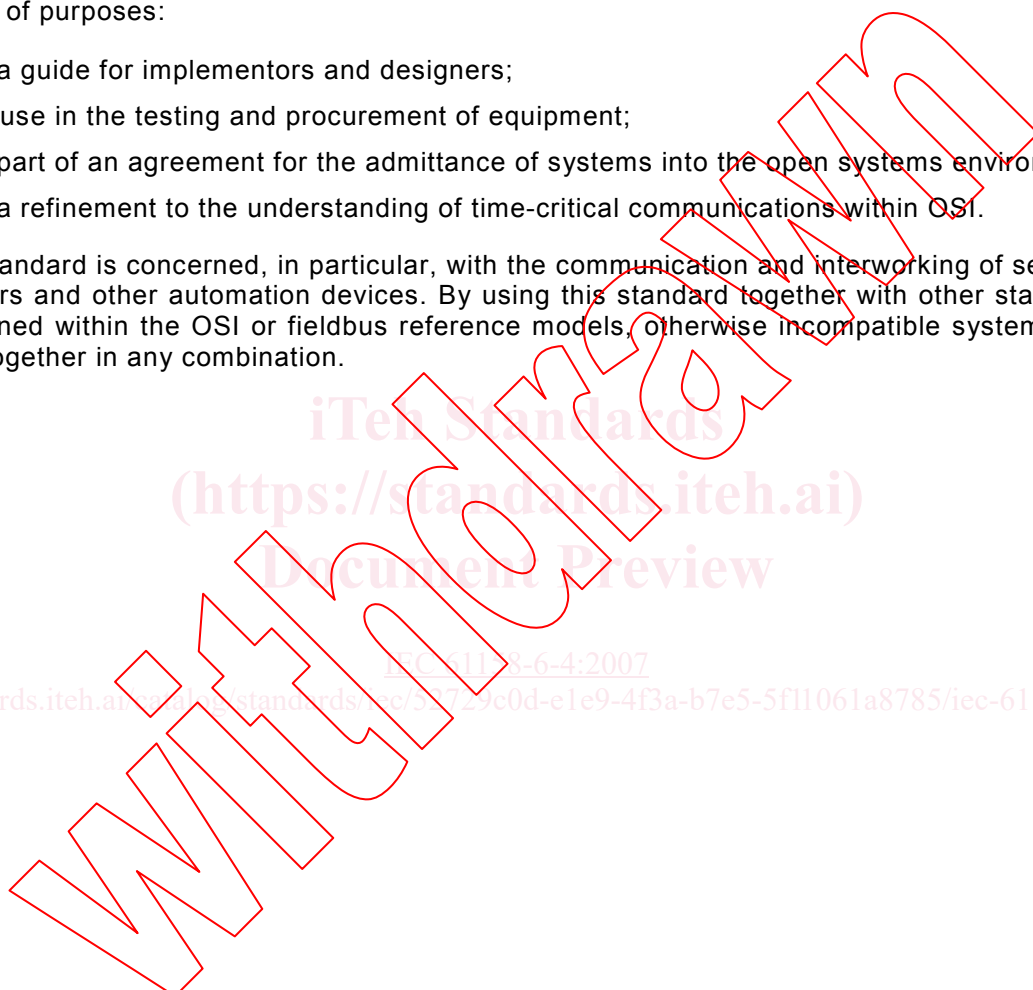 of purposes:
a guide for implementors and designers;
use in the testing and procurement of equipment;
part of an agreement for the admittance of systems into the open systems environ
a refinement to the understanding of time-critical communications within OSI.
andard is concerned, in particular, with the communication and interworking of se
rs and other automation devices. By using this standard together with other sta
ned within the OSI or fieldbus reference models, otherwise incompatible system
ogether in any combination.
iTeh Standards
(https://standards.iteh.ai)
Document Preview
IEC 61158-6-4:2007
rds.iteh.ai/catalog/standards/iec/52729c0d-e1e9-4f3a-b7e5-5f11061a8785/iec-61
withdrawn